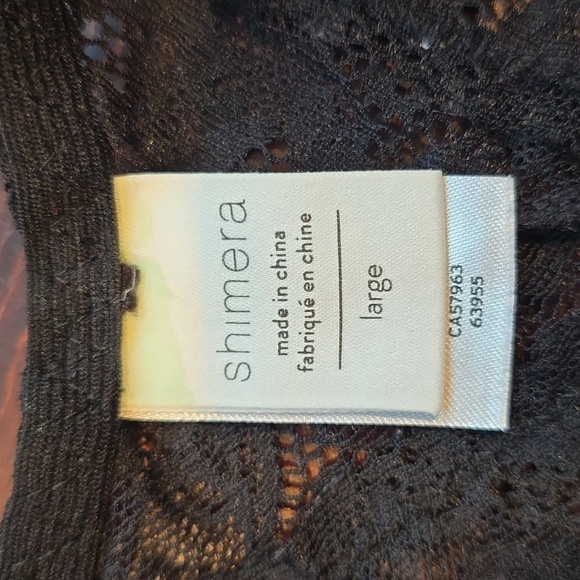 shimera
made in china
fabriqué en chine
large
CA57963
63955